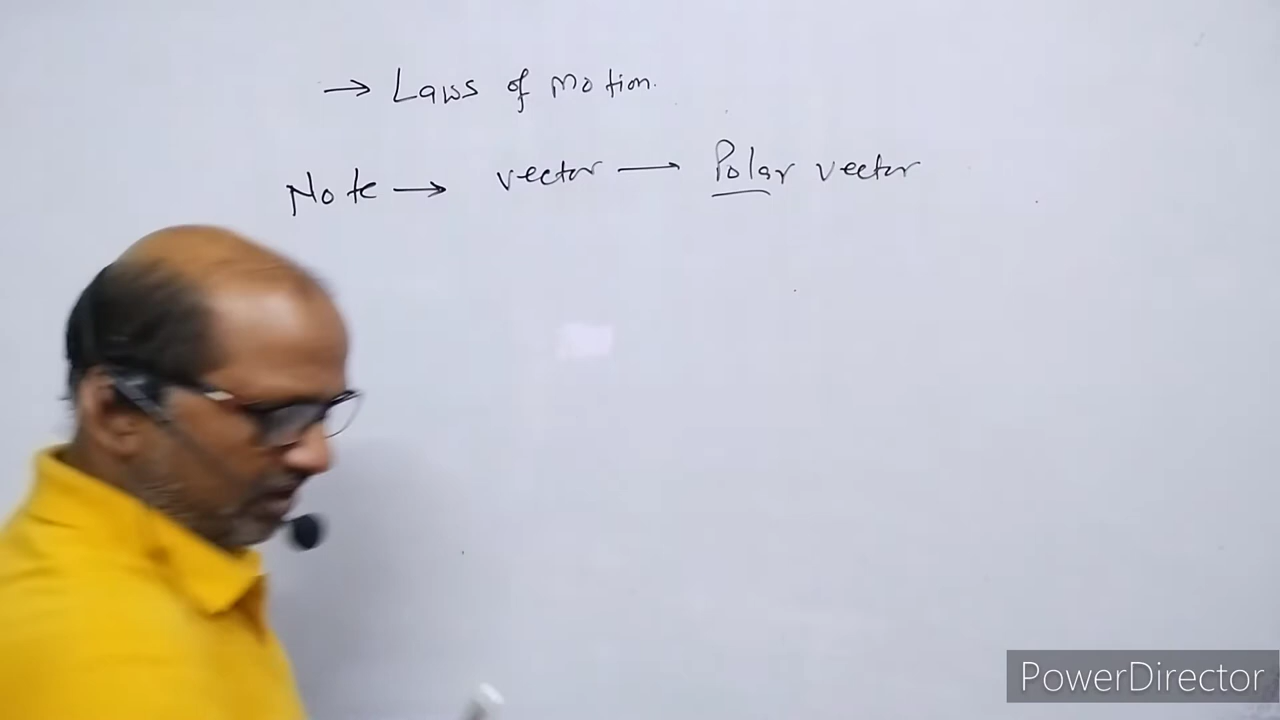 → Laws of motion.
Note → vector — Polar vector
PowerDirector